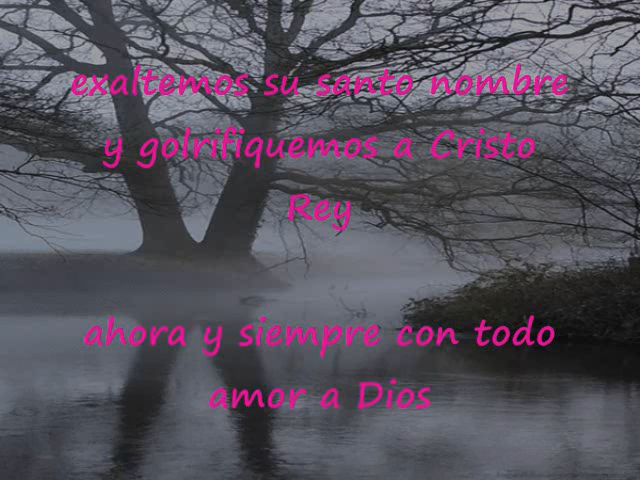 exaltemos su santo nombre
y golrifiquemos a Cristo
Rey
ahora y siempre con todo
amor a Dios